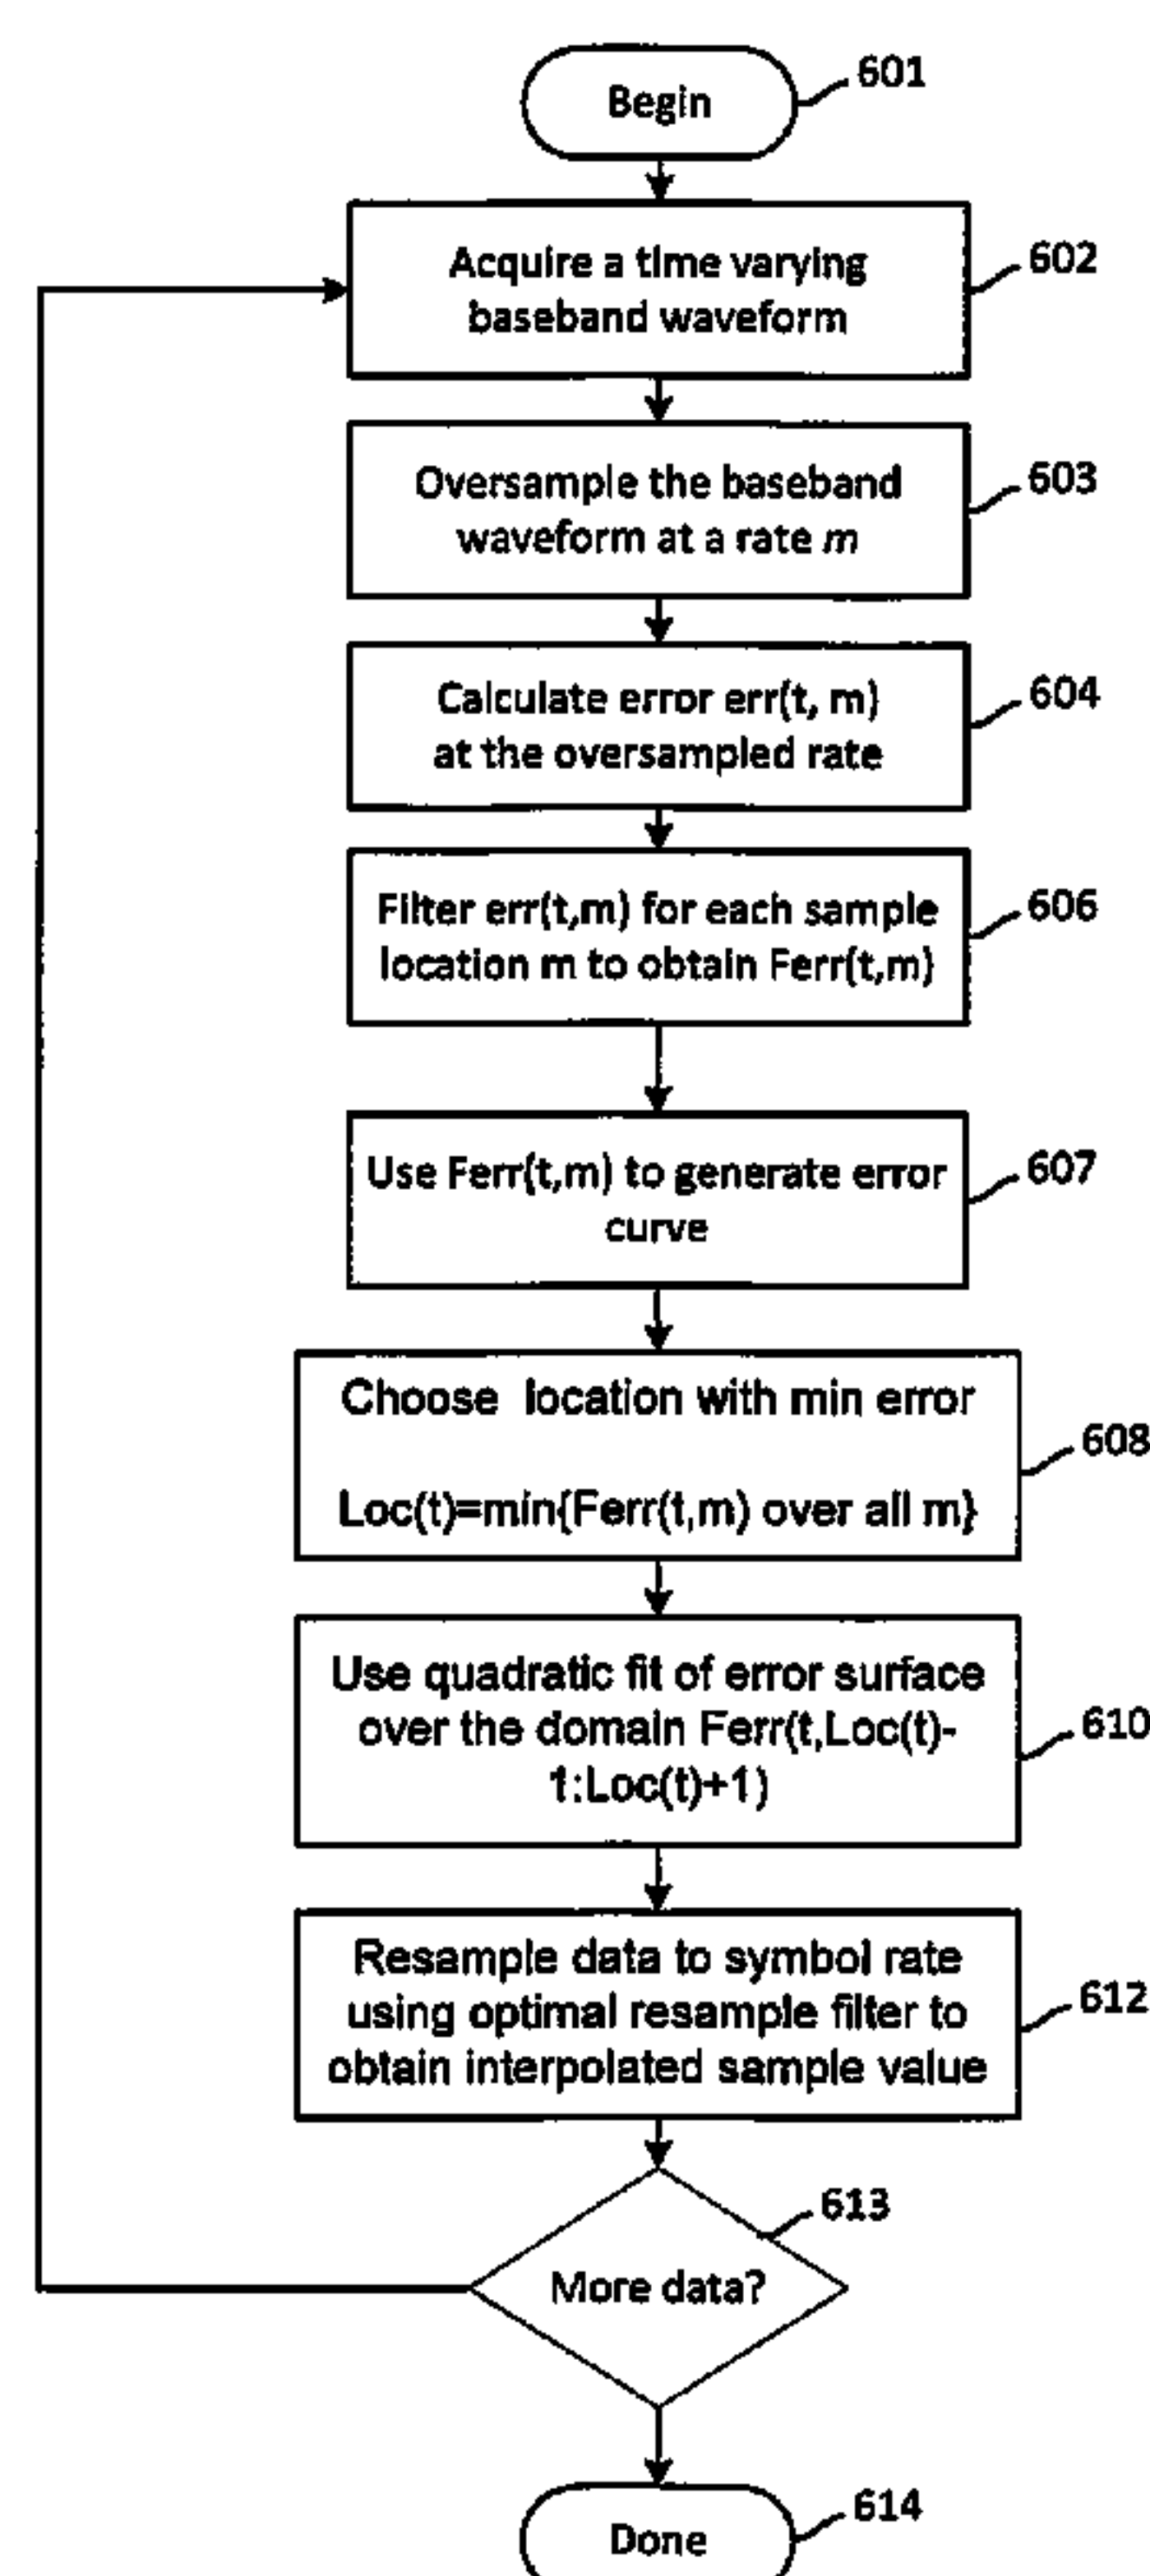 Begin
601
Acquire a time varying
baseband waveform
602
Oversample the baseband
waveform at a rate m
603
Calculate error err(t, m)
at the oversampled rate
604
Filter err(t,m) for each sample
location m to obtain Ferr(t,m)
606
Use Ferr(t,m) to generate error
curve
607
Choose location with min error
Loc(t)=min{Ferr(t,m) over all m}
608
Use quadratic fit of error surface
over the domain Ferr(t,Loc(t)-
1:Loc(t)+1)
610
Resample data to symbol rate
using optimal resample filter to
obtain interpolated sample value
612
613
More data?
Done
614